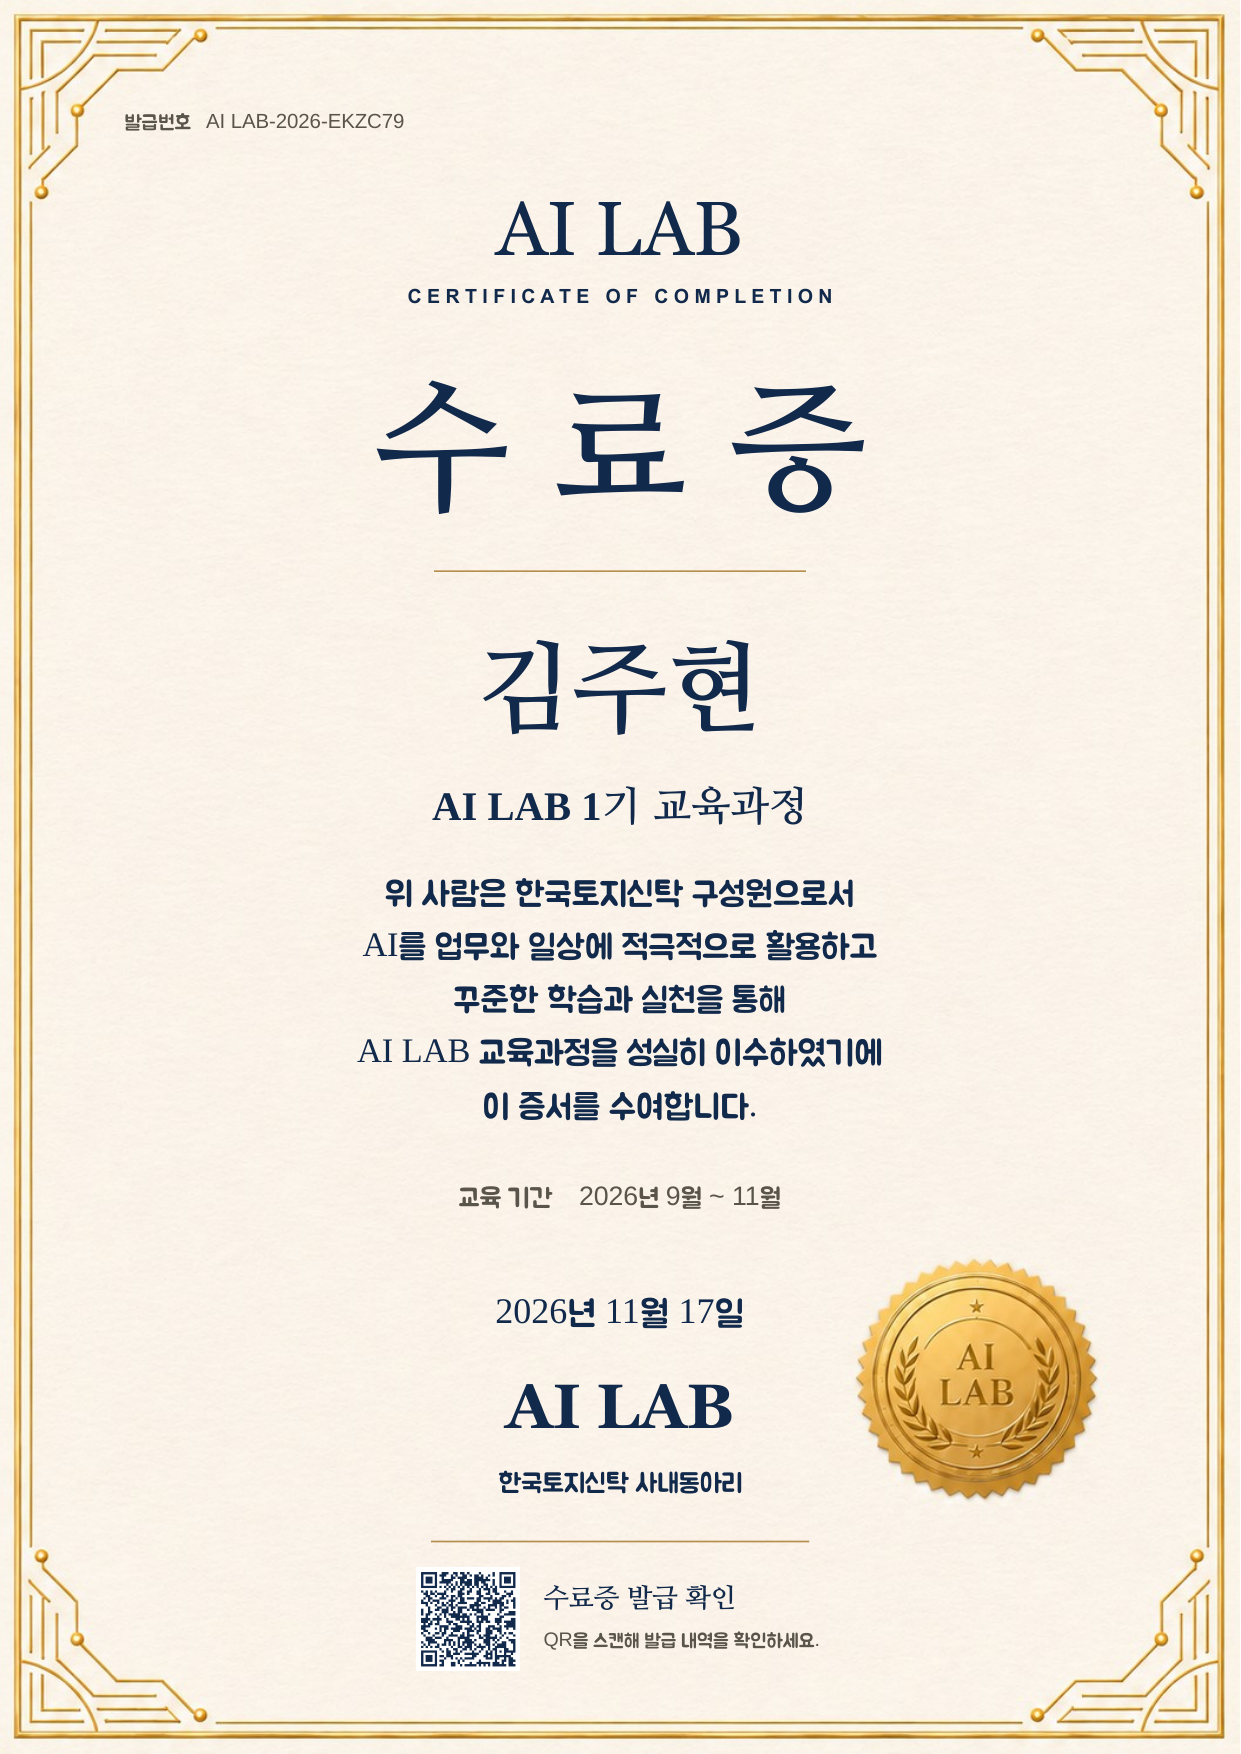 발급번호 AI LAB-2026-EKZC79
AI LAB
CERTIFICATE OF COMPLETION
수료증
김주현
AI LAB 1기 교육과정
위 사람은 한국토지신탁 구성원으로서
AI를 업무와 일상에 적극적으로 활용하고
꾸준한 학습과 실천을 통해
AI LAB 교육과정을 성실히 이수하였기에
이 증서를 수여합니다.
교육 기간 2026년 9월 ~ 11월
2026년 11월 17일
AI LAB
한국토지신탁 사내동아리
AI
LAB
수료증 발급 확인
QR을 스캔해 발급 내역을 확인하세요.